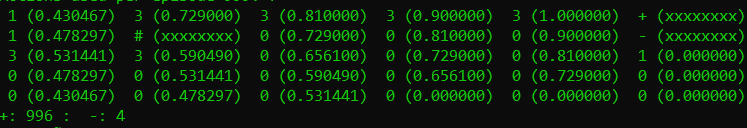 1 (0.430467)  3 (0.729000)  3 (0.810000)  3 (0.900000)  3 (1.000000)  + (xxxxxxxx)
1 (0.478297)  # (xxxxxxxx)  0 (0.729000)  0 (0.810000)  0 (0.900000)  - (xxxxxxxx)
3 (0.531441)  3 (0.590490)  0 (0.656100)  0 (0.729000)  0 (0.810000)  1 (0.000000)
0 (0.478297)  0 (0.531441)  0 (0.590490)  0 (0.656100)  0 (0.729000)  0 (0.000000)
0 (0.430467)  0 (0.478297)  0 (0.531441)  0 (0.000000)  0 (0.000000)  0 (0.000000)
+: 996 :  -: 4